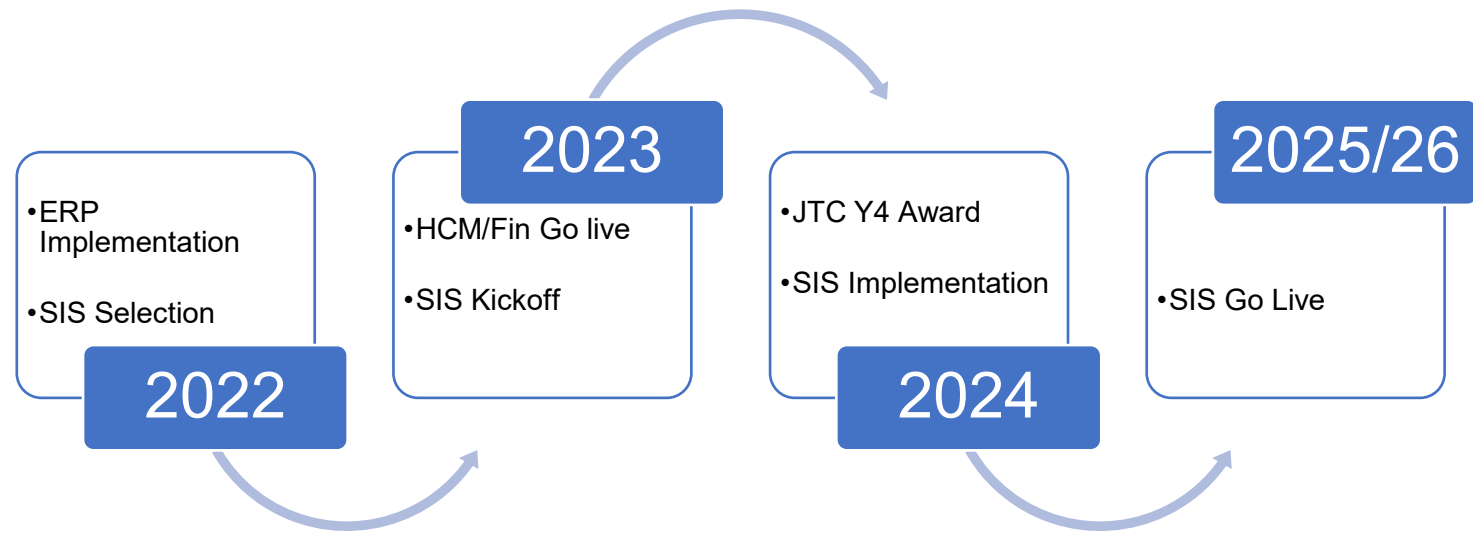 •ERP
Implementation
•SIS Selection
2022
2023
•HCM/Fin Go live
•SIS Kickoff
•JTC Y4 Award
•SIS Implementation
2024
2025/26
•SIS Go Live